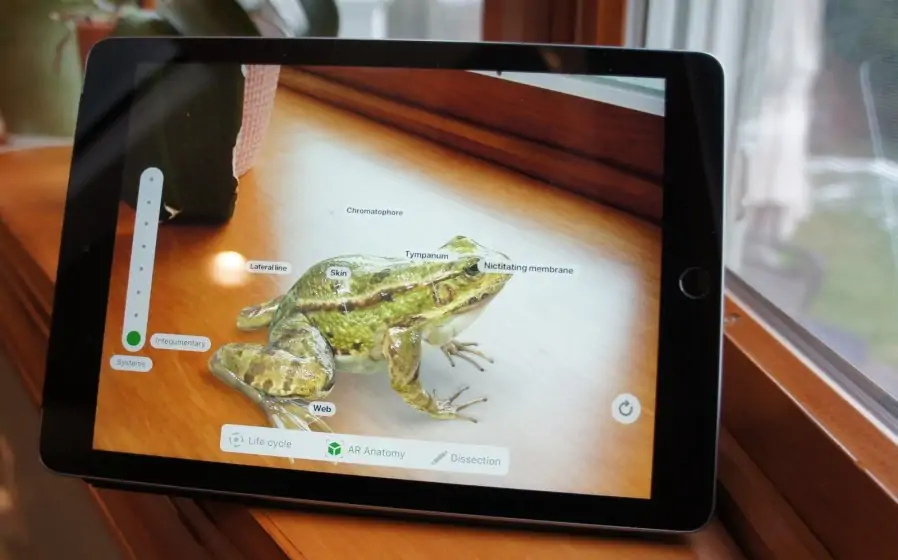 Chromatophore
Tympanum
Lateral line
Skin
Nictitating membrane
Integumentary
Systems
Web
Life cycle
AR Anatomy
Dissection